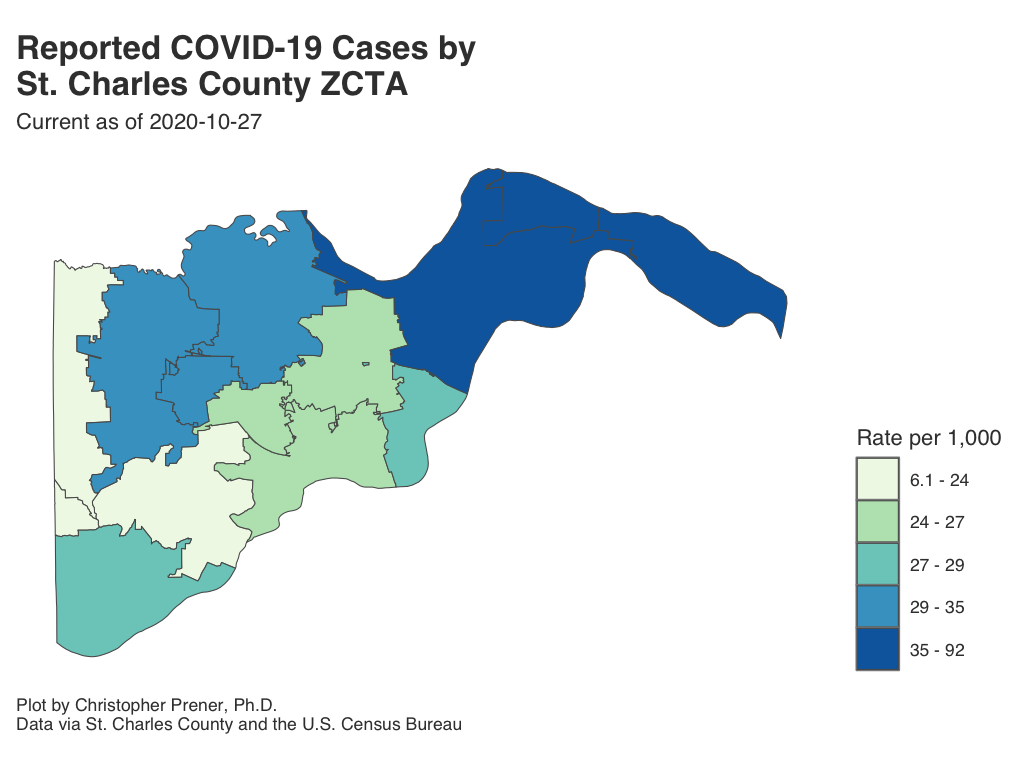 Reported COVID-19 Cases by
St. Charles County ZCTA
Current as of 2020-10-27
Rate per 1,000
6.1 - 24
24 - 27
27 - 29
29 - 35
35 - 92
Plot by Christopher Prener, Ph.D.
Data via St. Charles County and the U.S. Census Bureau